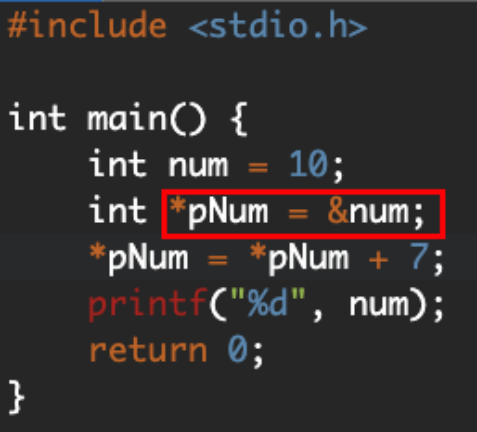 #include <stdio.h>
int main() {
int num = 10;
int *pNum = &num;
*pNum = *pNum + 7;
printf("%d", num);
return 0;
}